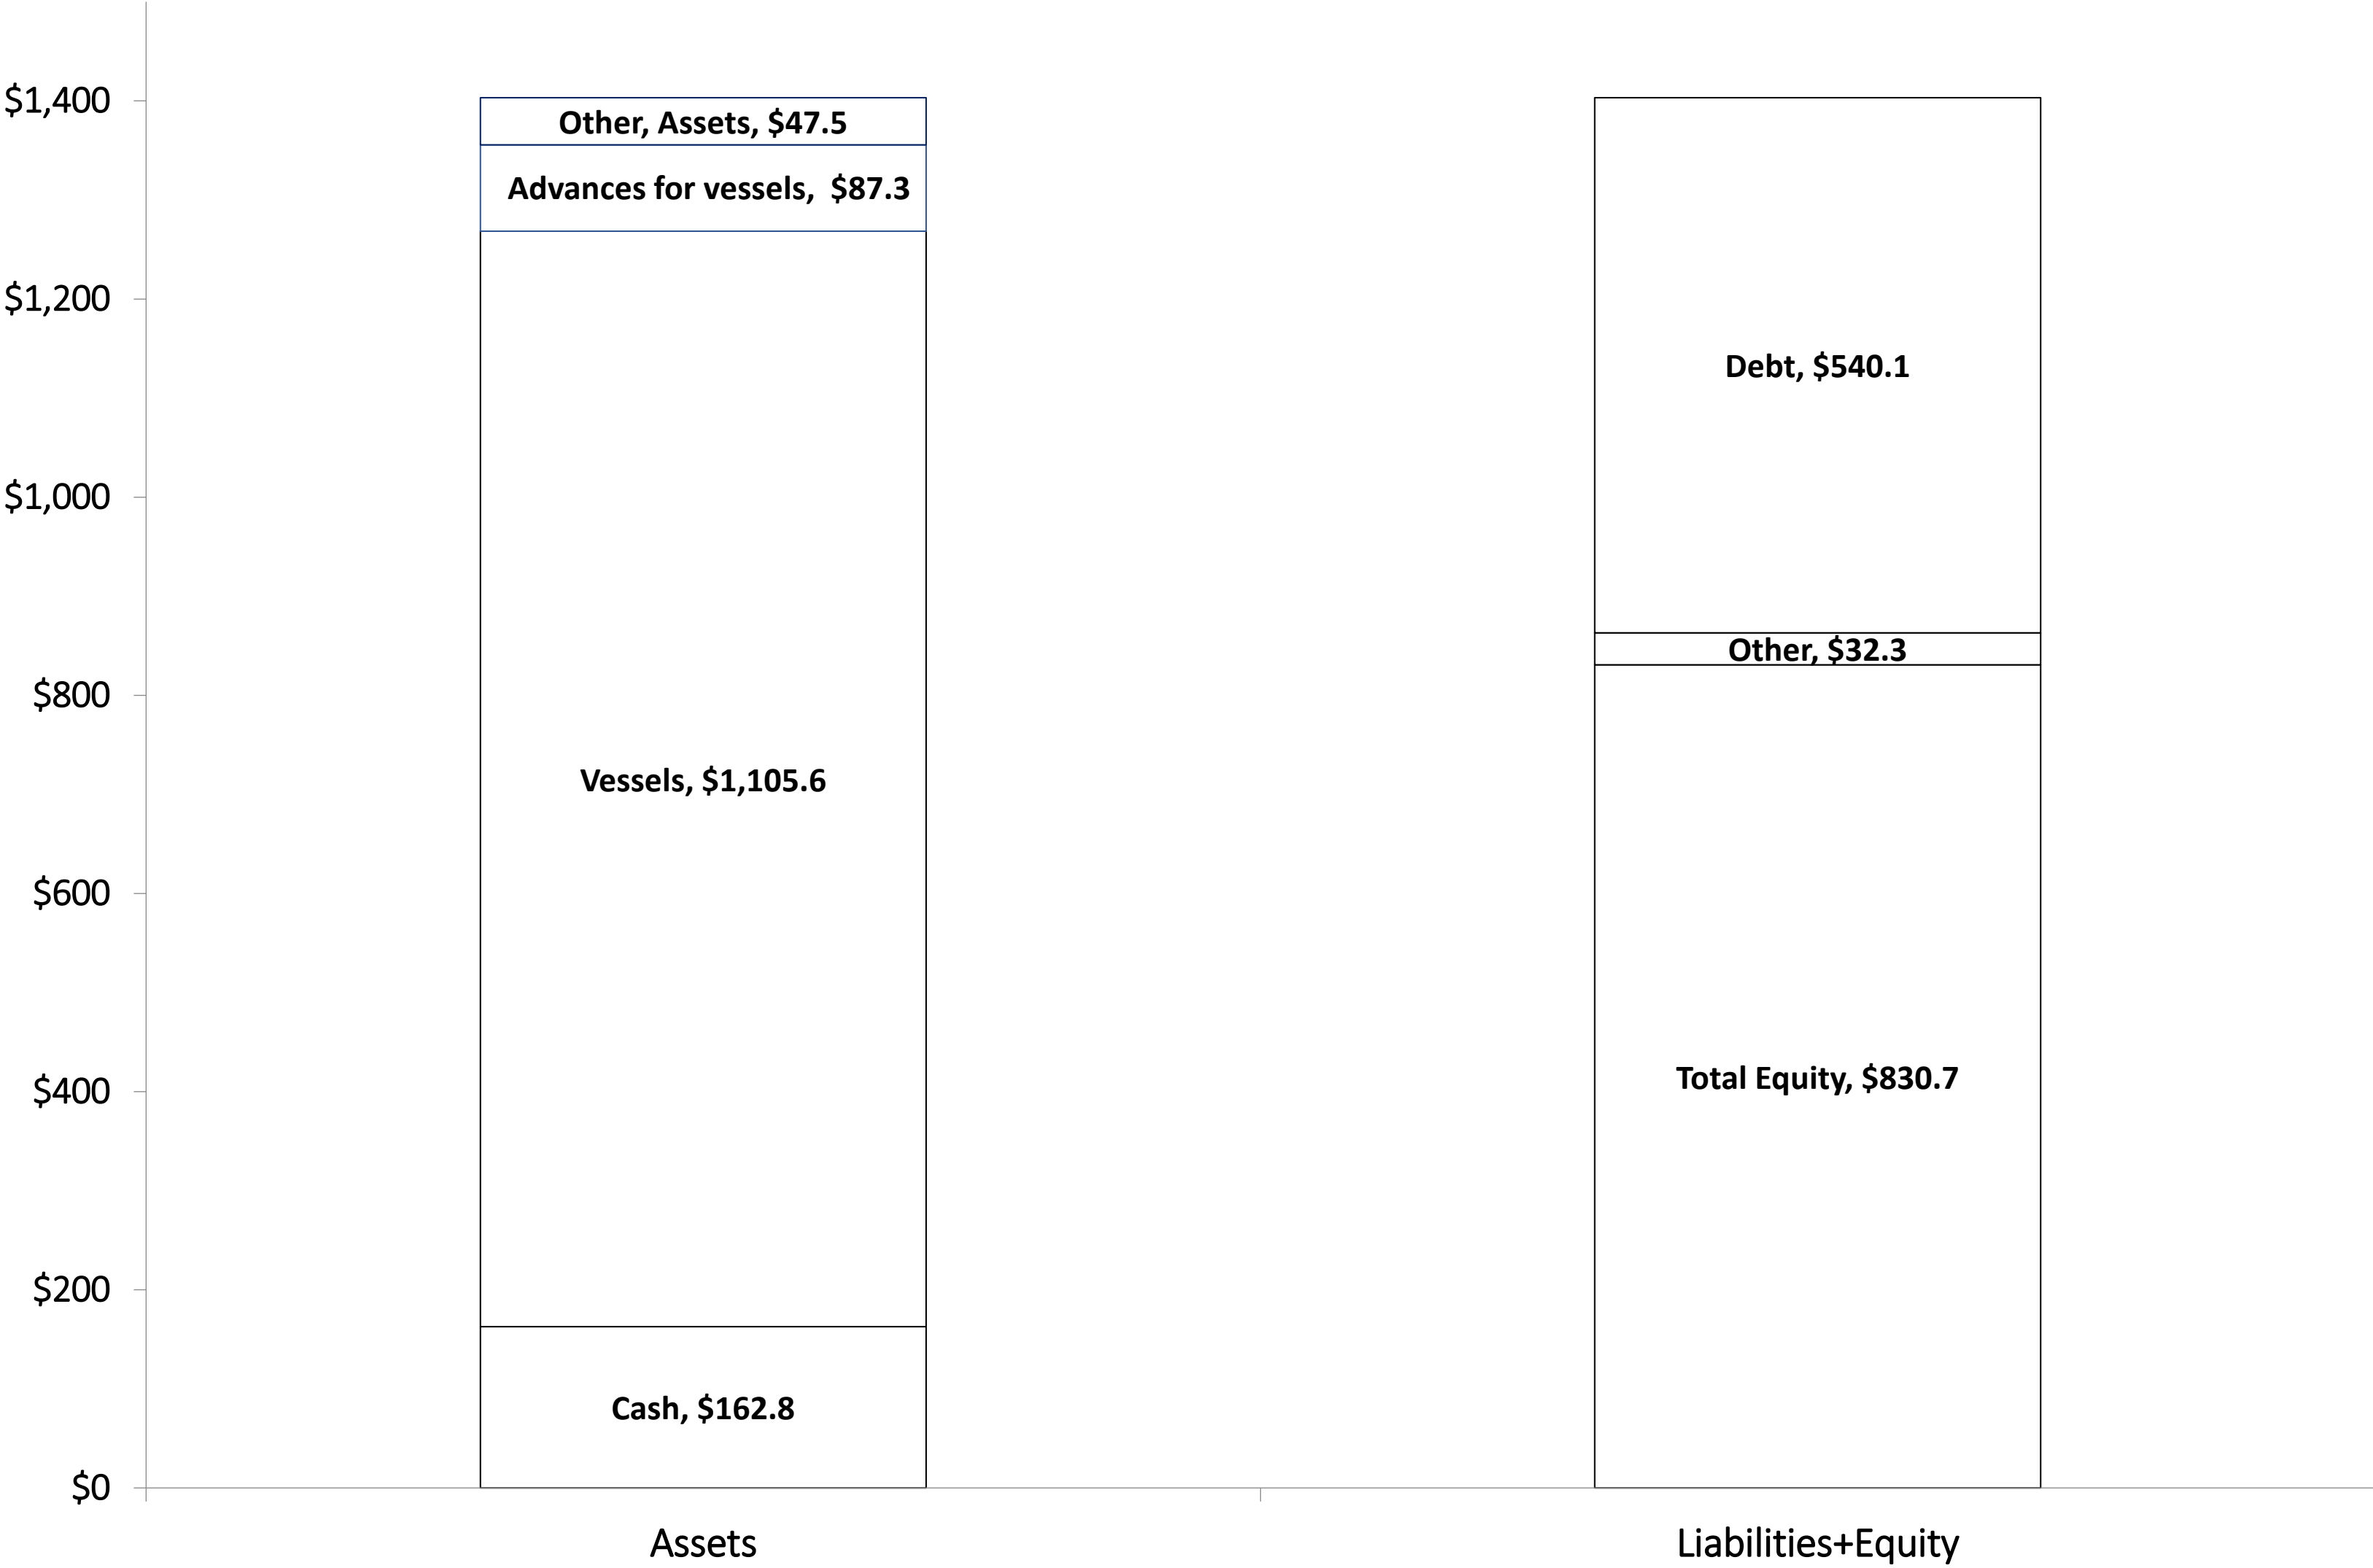 $1,400
$1,200
$1,000
$800
$600
$400
$200
$0
Other, Assets, $47.5
Advances for vessels,  $87.3
Vessels, $1,105.6
Cash, $162.8
Debt, $540.1
Other, $32.3
Total Equity, $830.7
Assets
Liabilities+Equity